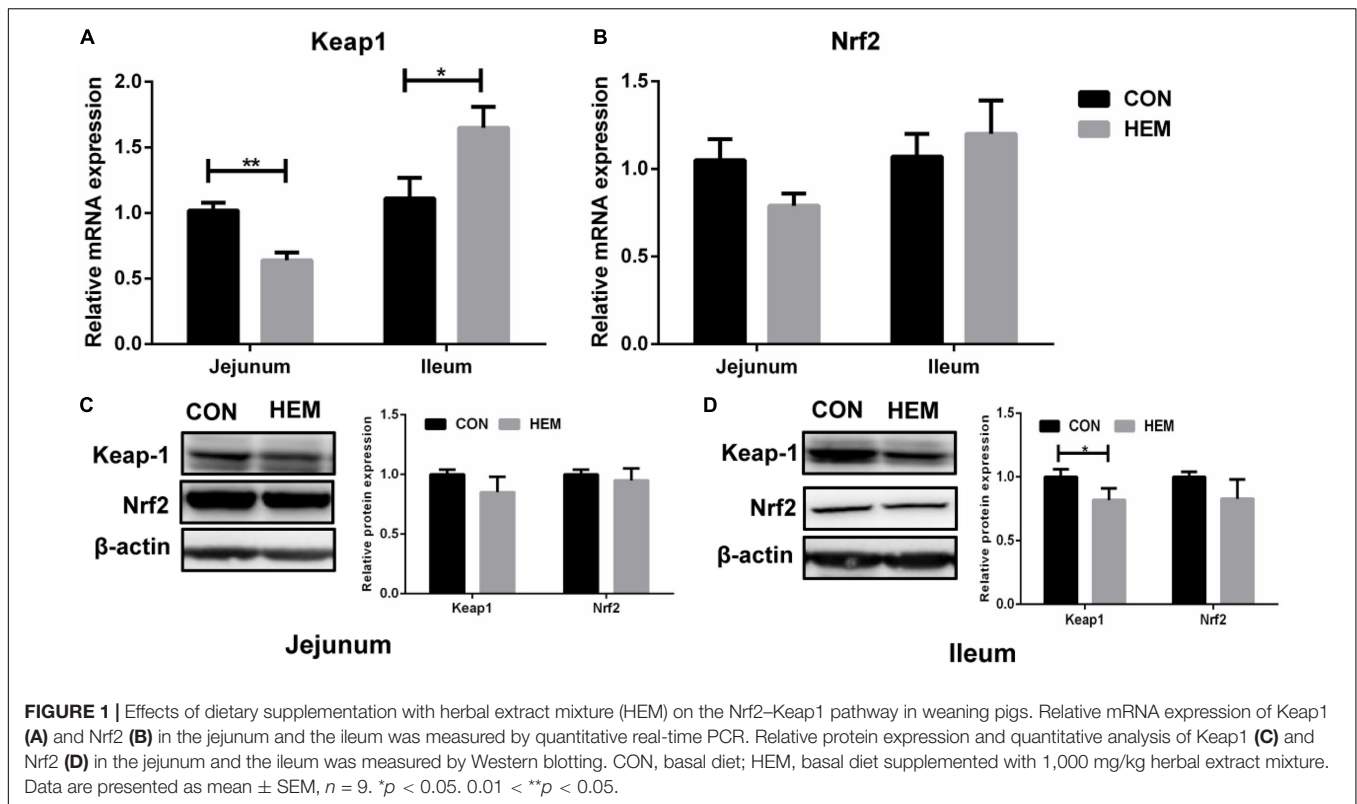 A
Keap1
Relative mRNA expression
2.0
1.5
1.0
0.5
0.0
**
*
Jejunum
Ileum
B
Nrf2
Relative mRNA expression
1.5
1.0
0.5
0.0
Jejunum
Ileum
CON
HEM
C
CON HEM
Keap-1
Nrf2
β-actin
Relative protein expression
1.5
1.0
0.5
0.0
CON HEM
Keap1
Nrf2
Jejunum
D
CON HEM
Keap-1
Nrf2
β-actin
Relative protein expression
1.5
1.0
0.5
0.0
CON HEM
*
Keap1
Nrf2
Ileum
FIGURE 1 | Effects of dietary supplementation with herbal extract mixture (HEM) on the Nrf2–Keap1 pathway in weaning pigs. Relative mRNA expression of Keap1
(A) and Nrf2 (B) in the jejunum and the ileum was measured by quantitative real-time PCR. Relative protein expression and quantitative analysis of Keap1 (C) and
Nrf2 (D) in the jejunum and the ileum was measured by Western blotting. CON, basal diet; HEM, basal diet supplemented with 1,000 mg/kg herbal extract mixture.
Data are presented as mean ± SEM, n = 9. *p < 0.05. 0.01 < **p < 0.05.